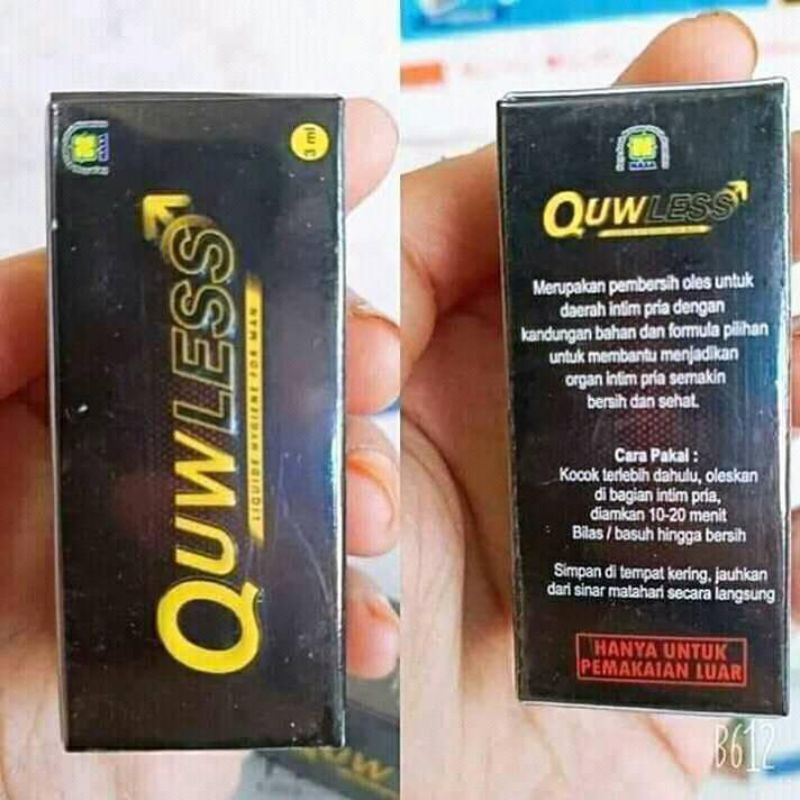 3 ml
QUWLESS
LIQUIDE HYGIENE FOR MAN
NASA
QUWLESS
Merupakan pembersih oles untuk
daerah intim pria dengan
kandungan bahan dan formula pilihan
untuk membantu menjadikan
organ intim pria semakin
bersih dan sehat.
Cara Pakai :
Kocok terlebih dahulu, oleskan
di bagian intim pria,
diamkan 10-20 menit
Bilas / basuh hingga bersih
Simpan di tempat kering, jauhkan
dari sinar matahari secara langsung
HANYA UNTUK
PEMAKAIAN LUAR
QUW
B612